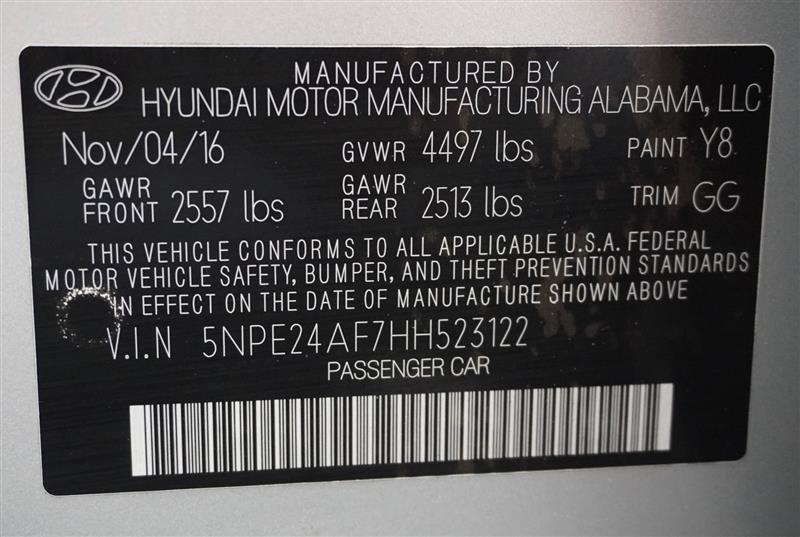 MANUFACTURED BY
HYUNDAI MOTOR MANUFACTURING ALABAMA, LLC
Nov/04/16 GVWR 4497 lbs PAINT Y8
GAWR FRONT 2557 lbs GAWR REAR 2513 lbs TRIM GG
THIS VEHICLE CONFORMS TO ALL APPLICABLE U.S.A. FEDERAL
MOTOR VEHICLE SAFETY, BUMPER, AND THEFT PREVENTION STANDARDS
IN EFFECT ON THE DATE OF MANUFACTURE SHOWN ABOVE
V.I.N 5NPE24AF7HH523122
PASSENGER CAR